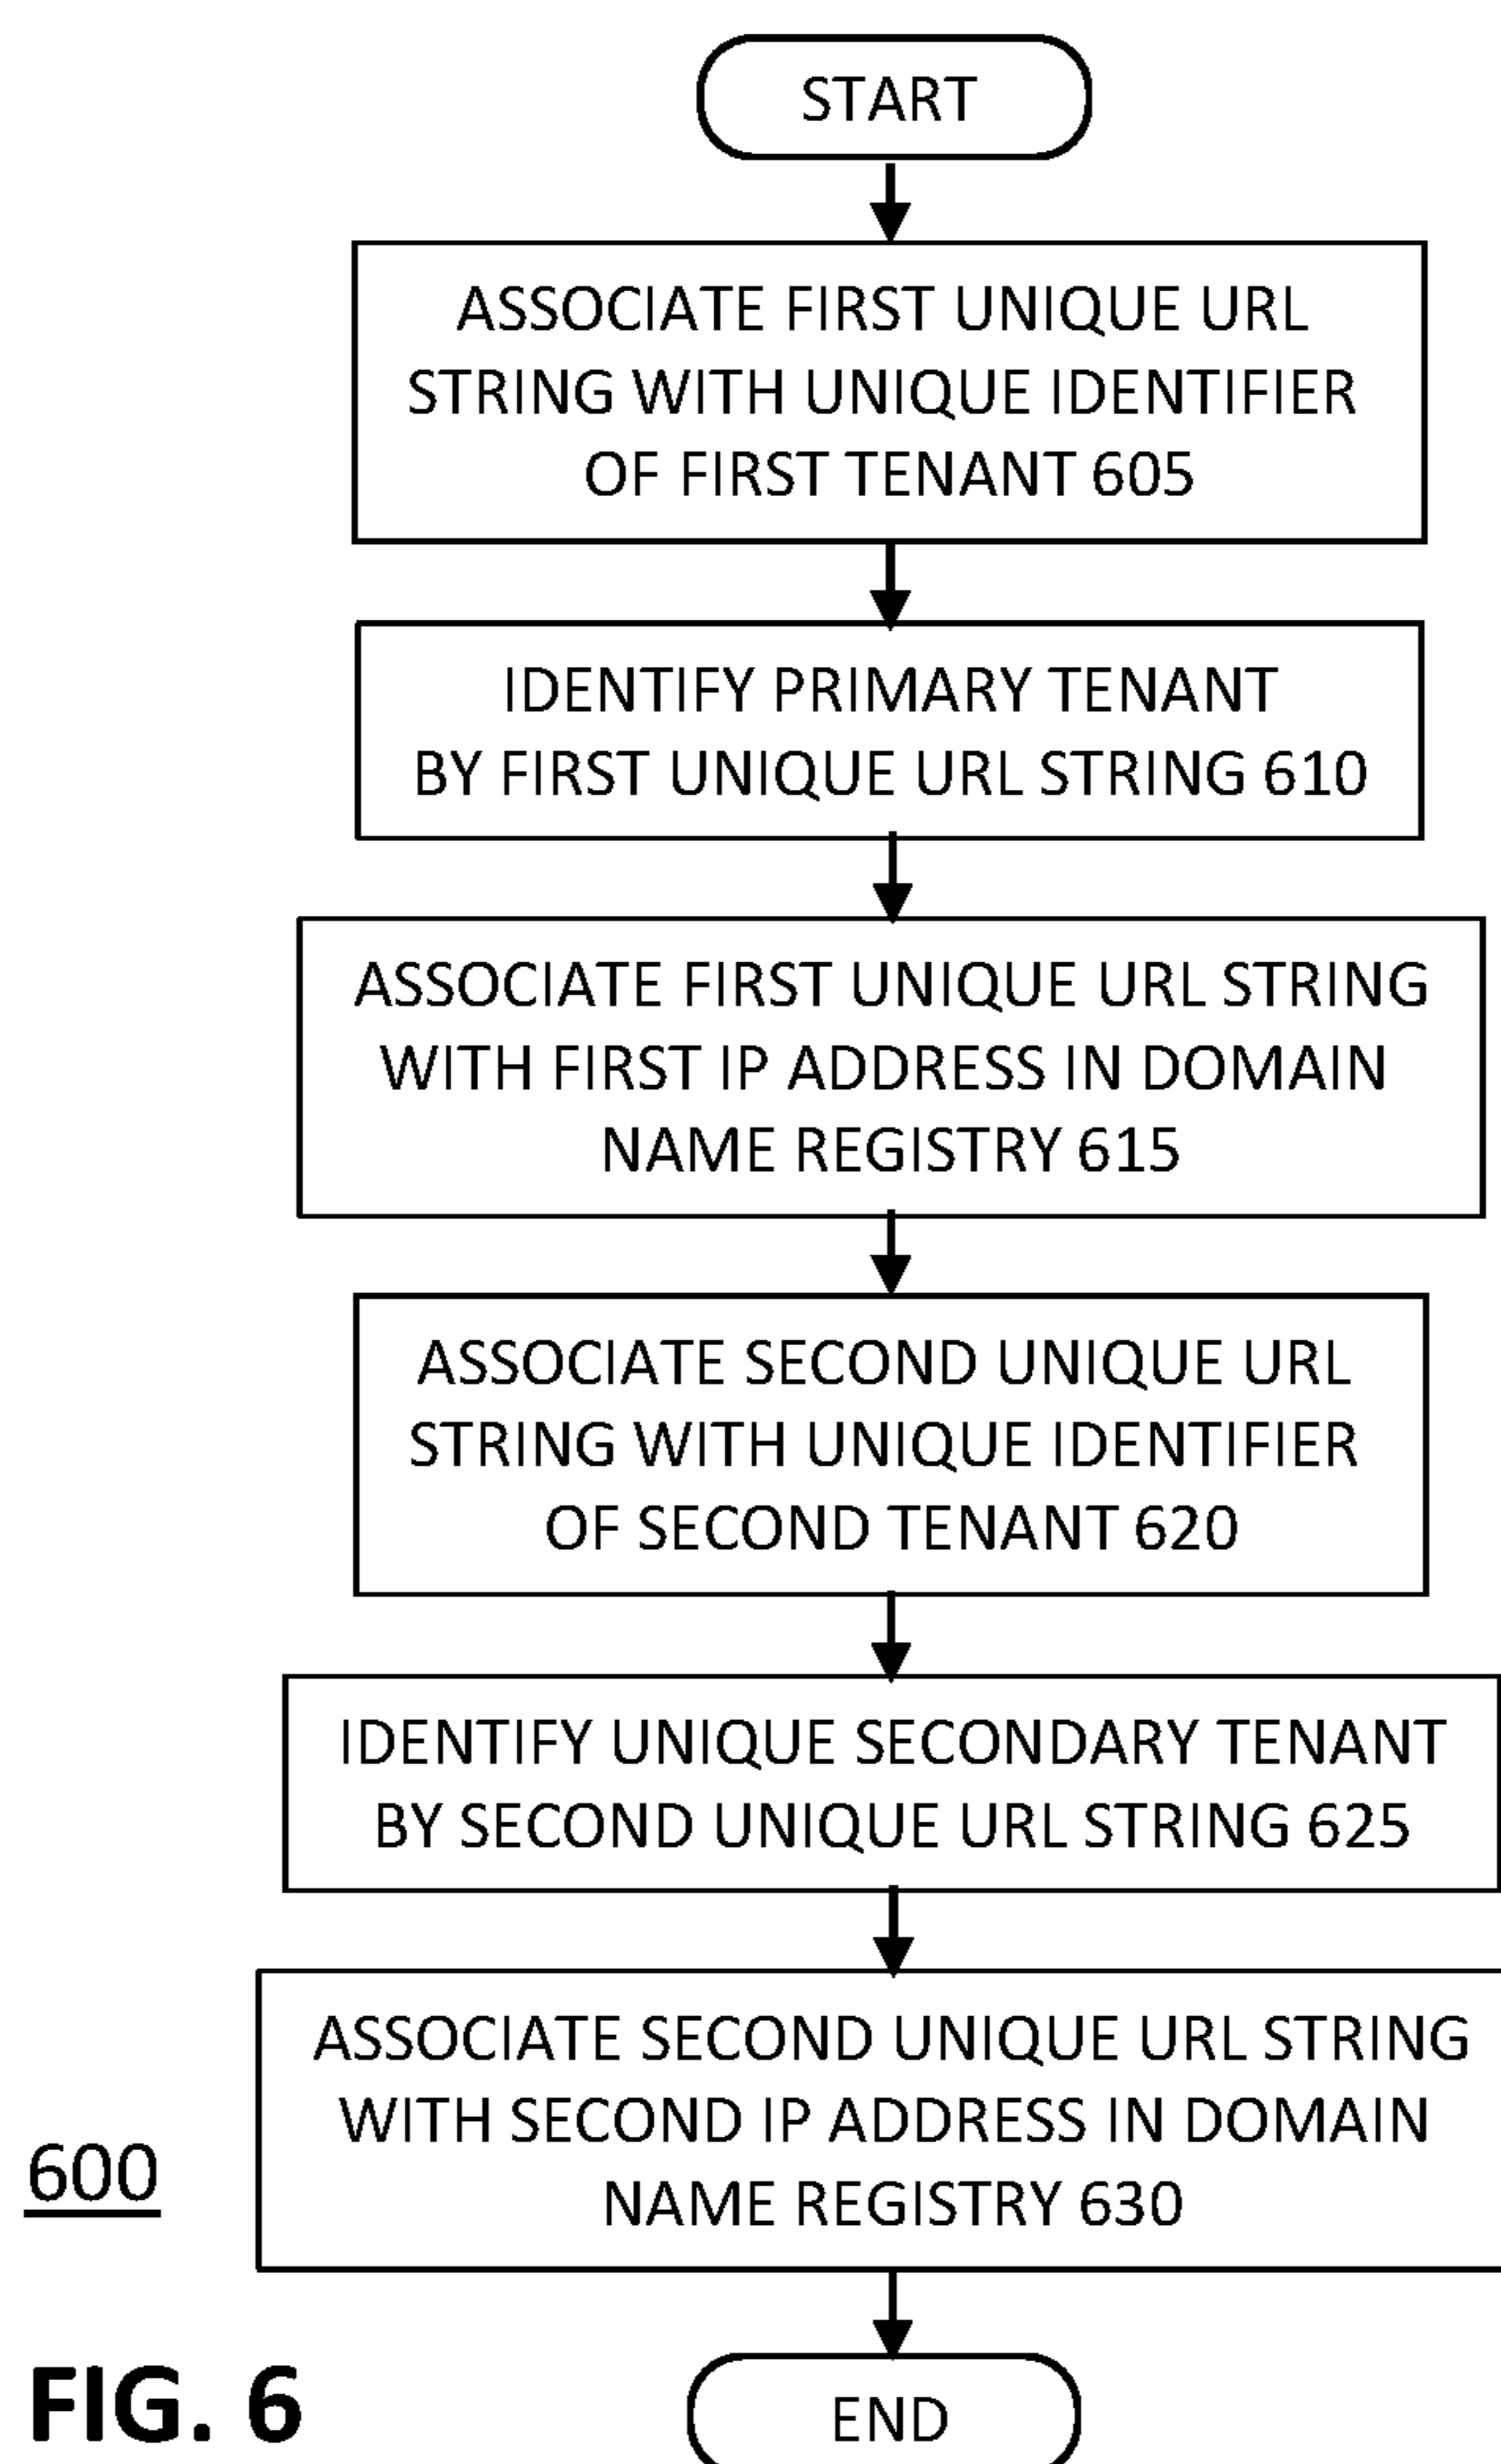 START
ASSOCIATE FIRST UNIQUE URL
STRING WITH UNIQUE IDENTIFIER
OF FIRST TENANT 605
IDENTIFY PRIMARY TENANT
BY FIRST UNIQUE URL STRING 610
ASSOCIATE FIRST UNIQUE URL STRING
WITH FIRST IP ADDRESS IN DOMAIN
NAME REGISTRY 615
ASSOCIATE SECOND UNIQUE URL
STRING WITH UNIQUE IDENTIFIER
OF SECOND TENANT 620
IDENTIFY UNIQUE SECONDARY TENANT
BY SECOND UNIQUE URL STRING 625
ASSOCIATE SECOND UNIQUE URL STRING
WITH SECOND IP ADDRESS IN DOMAIN
NAME REGISTRY 630
600
END
FIG. 6